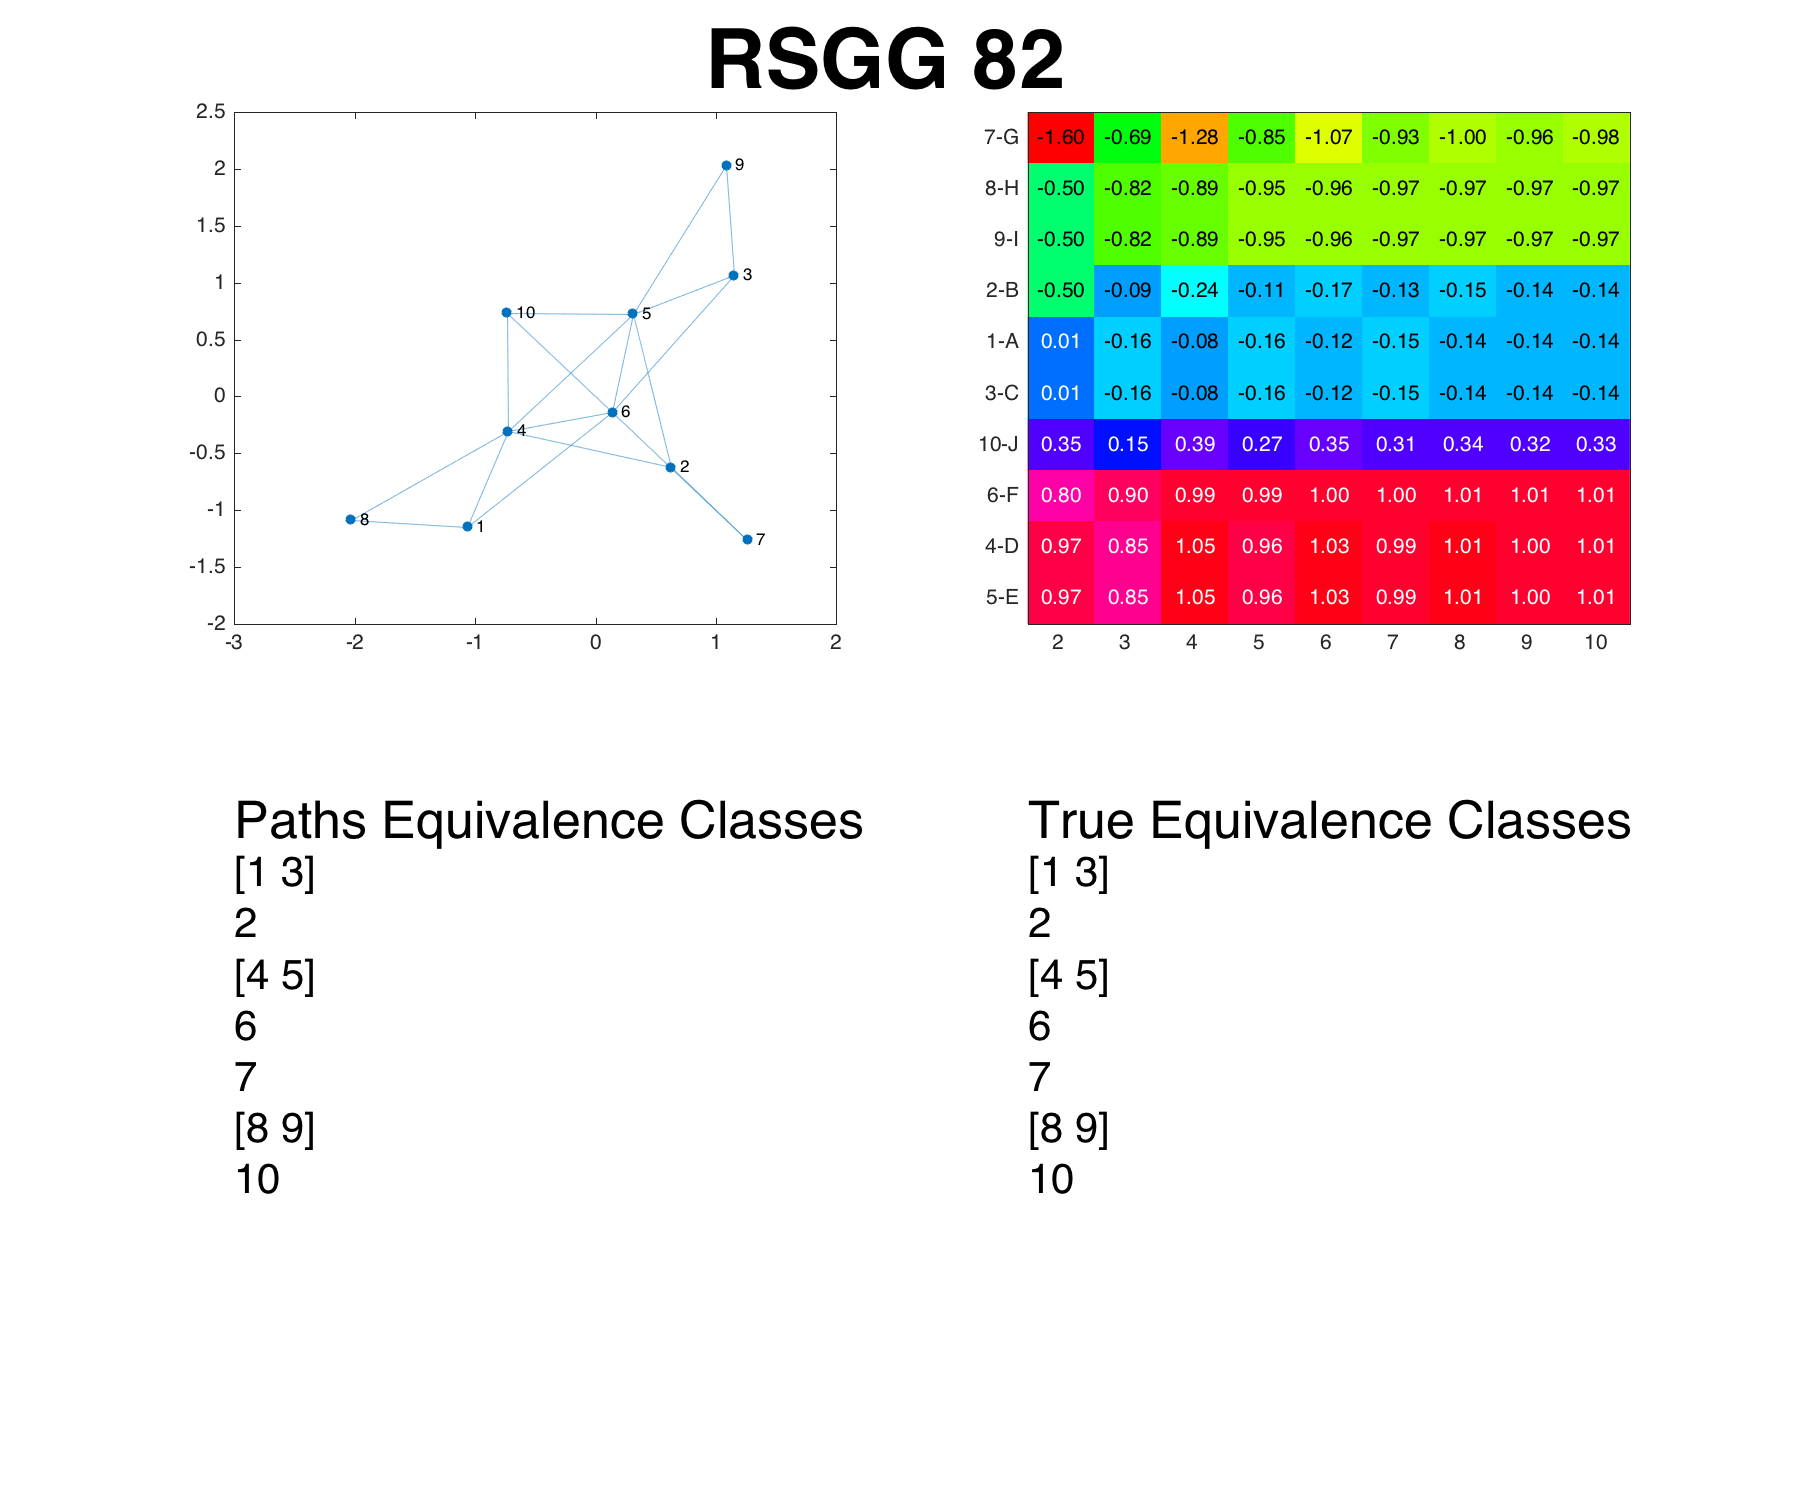 RSGG 82
2.5
2
1.5
1
0.5
0
-0.5
-1
-1.5
-2
-3 -2 -1 0 1 2
9
3
10
5
6
4
2
8
1
7
7-G -1.60 -0.69 -1.28 -0.85 -1.07 -0.93 -1.00 -0.96 -0.98
8-H -0.50 -0.82 -0.89 -0.95 -0.96 -0.97 -0.97 -0.97 -0.97
9-I -0.50 -0.82 -0.89 -0.95 -0.96 -0.97 -0.97 -0.97 -0.97
2-B -0.50 -0.09 -0.24 -0.11 -0.17 -0.13 -0.15 -0.14 -0.14
1-A 0.01 -0.16 -0.08 -0.16 -0.12 -0.15 -0.14 -0.14 -0.14
3-C 0.01 -0.16 -0.08 -0.16 -0.12 -0.15 -0.14 -0.14 -0.14
10-J 0.35 0.15 0.39 0.27 0.35 0.31 0.34 0.32 0.33
6-F 0.80 0.90 0.99 0.99 1.00 1.00 1.01 1.01 1.01
4-D 0.97 0.85 1.05 0.96 1.03 0.99 1.01 1.00 1.01
5-E 0.97 0.85 1.05 0.96 1.03 0.99 1.01 1.00 1.01
2 3 4 5 6 7 8 9 10
Paths Equivalence Classes
[1 3]
2
[4 5]
6
7
[8 9]
10
True Equivalence Classes
[1 3]
2
[4 5]
6
7
[8 9]
10